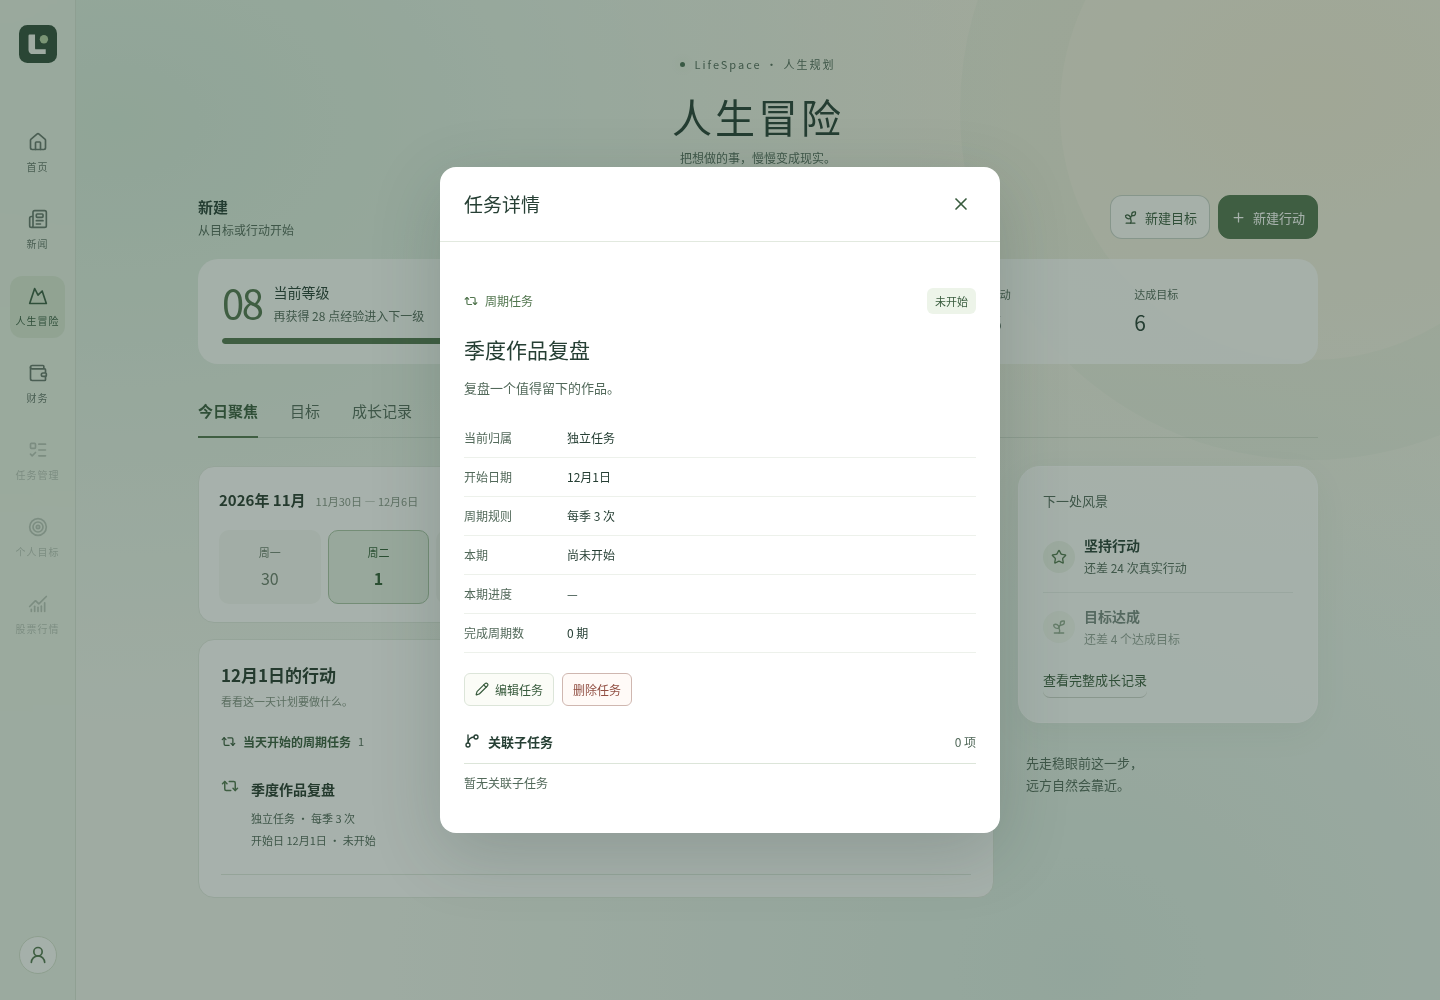 首页
新闻
人生冒险
财务
任务管理
个人目标
股票行情
LifeSpace · 人生规划
人生冒险
把想做的事，慢慢变成现实。
新建
从目标或行动开始
新建目标
新建行动
08
当前等级
再获得 28 点经验进入下一级
达成目标
6
今日聚焦
目标
成长记录
2026年 11月
11月30日 — 12月6日
周一
30
周二
1
12月1日的行动
看看这一天计划要做什么。
当天开始的周期任务 1
季度作品复盘
独立任务 · 每季 3 次
开始日 12月1日 · 未开始
任务详情
周期任务
未开始
季度作品复盘
复盘一个值得留下的作品。
当前归属 独立任务
开始日期 12月1日
周期规则 每季 3 次
本期 尚未开始
本期进度 —
完成周期数 0 期
编辑任务
删除任务
关联子任务
0 项
暂无关联子任务
下一处风景
坚持行动
还差 24 次真实行动
目标达成
还差 4 个达成目标
查看完整成长记录
先走稳眼前这一步，
远方自然会靠近。